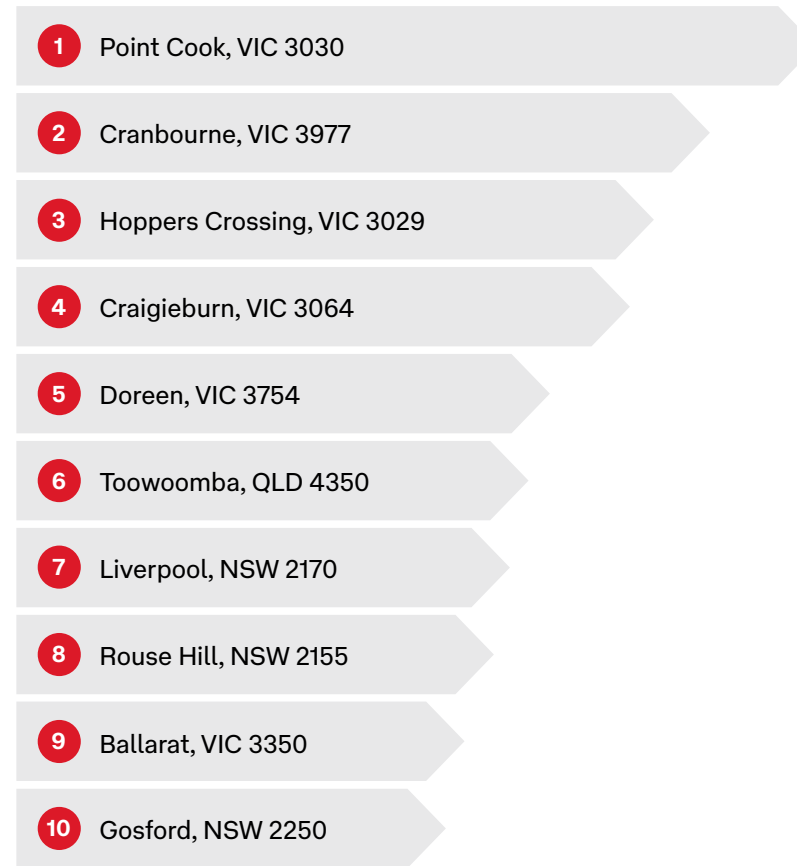 1 Point Cook, VIC 3030
2 Cranbourne, VIC 3977
3 Hoppers Crossing, VIC 3029
4 Craigieburn, VIC 3064
5 Doreen, VIC 3754
6 Toowoomba, QLD 4350
7 Liverpool, NSW 2170
8 Rouse Hill, NSW 2155
9 Ballarat, VIC 3350
10 Gosford, NSW 2250